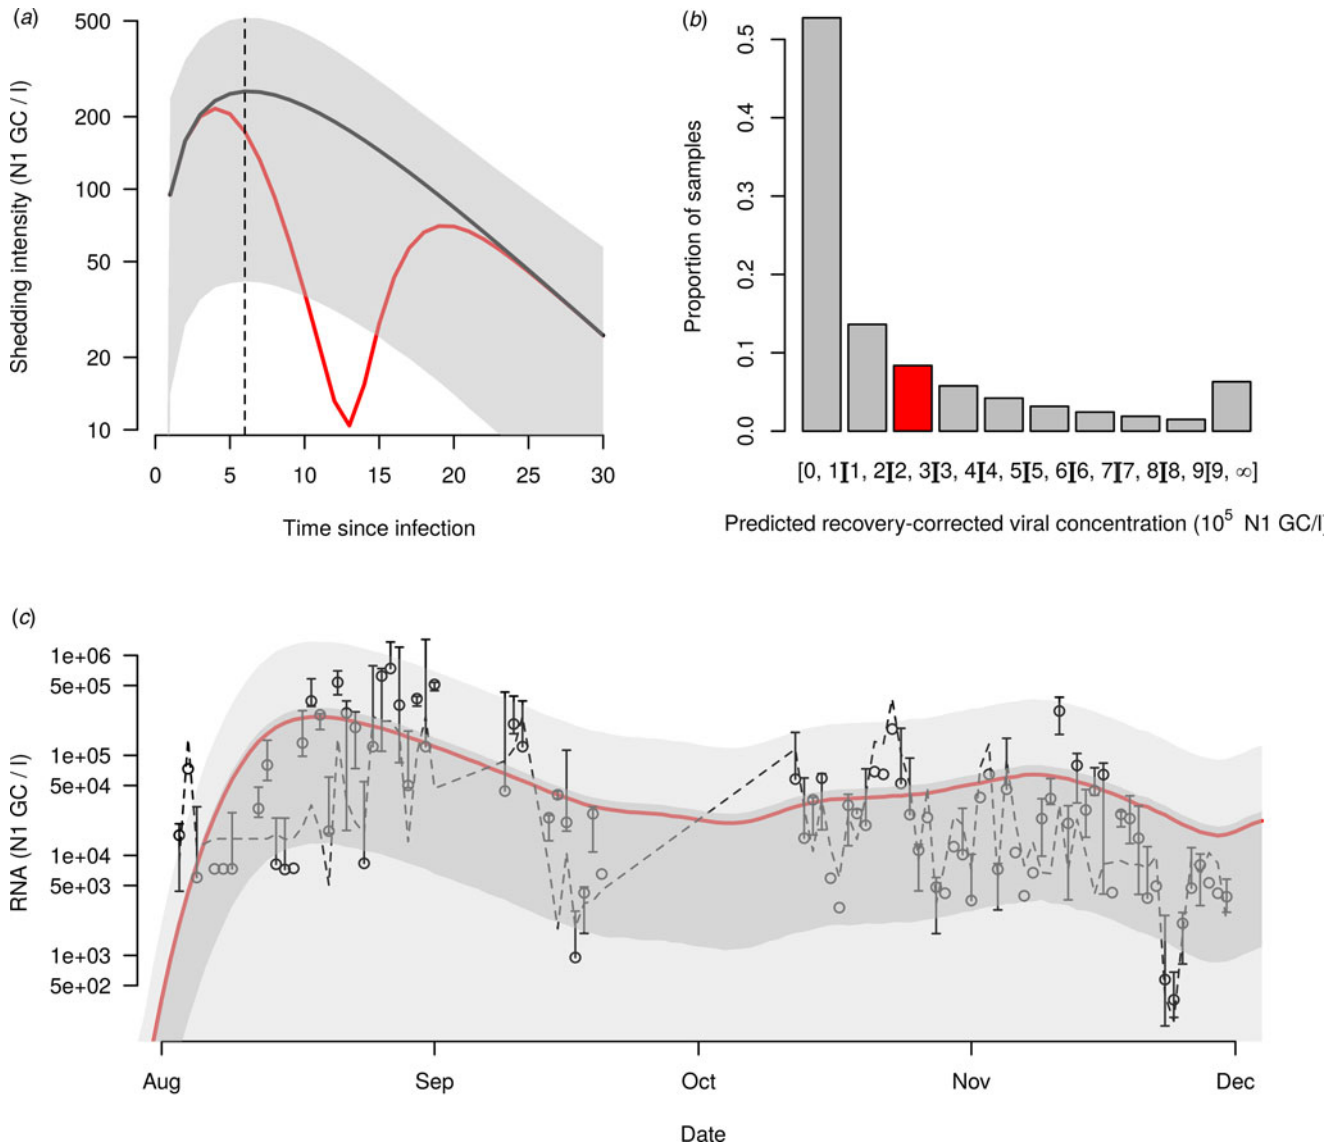 (a)
Shedding intensity (N1 GC / l)
500
200
100
50
20
10
0 5 10 15 20 25 30
Time since infection
(b)
Proportion of samples
0.5
0.4
0.3
0.2
0.1
0.0
[0, 1] [1, 2] [2, 3] [3, 4] [4, 5] [5, 6] [6, 7] [7, 8] [8, 9] [9, ∞]
Predicted recovery-corrected viral concentration (10⁵ N1 GC/l)
(c)
RNA (N1 GC / l)
1e+06
5e+05
1e+05
5e+04
1e+04
5e+03
1e+03
5e+02
Aug Sep Oct Nov Dec
Date